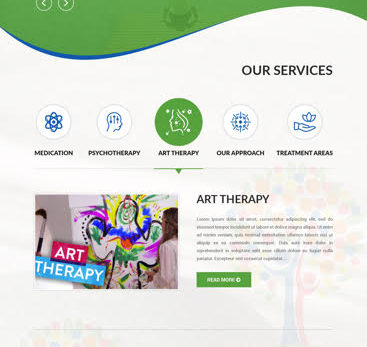 OUR SERVICES
MEDICATION
PSYCHOTHERAPY
ART THERAPY
OUR APPROACH
TREATMENT AREAS
ART
THERAPY
ART THERAPY
Lorem ipsum dolor sit amet, consectetur adipiscing elit, sed do
eiusmod tempor incididunt ut labore et dolore magna aliqua. Ut enim
ad minim veniam, quis nostrud exercitation ullamco laboris nisi ut
aliquip ex ea commodo consequat. Duis aute irure dolor in
reprehenderit in voluptate velit esse cillum dolore eu fugiat nulla
pariatur. Excepteur sint occaecat cupidatat...
READ MORE